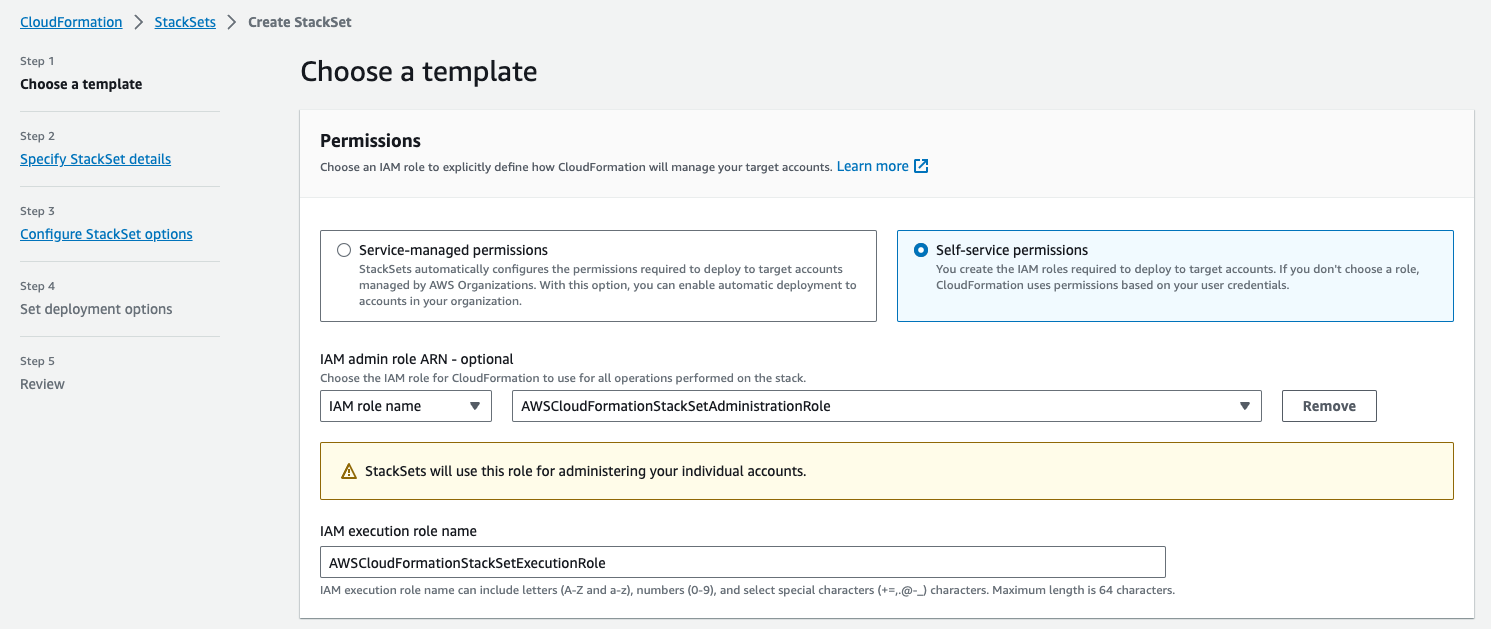 CloudFormation > StackSets > Create StackSet
Step 1
Choose a template
Step 2
Specify StackSet details
Step 3
Configure StackSet options
Step 4
Set deployment options
Step 5
Review
Choose a template
Permissions
Choose an IAM role to explicitly define how CloudFormation will manage your target accounts. Learn more
Service-managed permissions
StackSets automatically configures the permissions required to deploy to target accounts
managed by AWS Organizations. With this option, you can enable automatic deployment to
accounts in your organization.
Self-service permissions
You create the IAM roles required to deploy to target accounts. If you don't choose a role,
CloudFormation uses permissions based on your user credentials.
IAM admin role ARN - optional
Choose the IAM role for CloudFormation to use for all operations performed on the stack.
IAM role name
AWSCloudFormationStackSetAdministrationRole
Remove
StackSets will use this role for administering your individual accounts.
IAM execution role name
AWSCloudFormationStackSetExecutionRole
IAM execution role name can include letters (A-Z and a-z), numbers (0-9), and select special characters (+=,.@-_) characters. Maximum length is 64 characters.